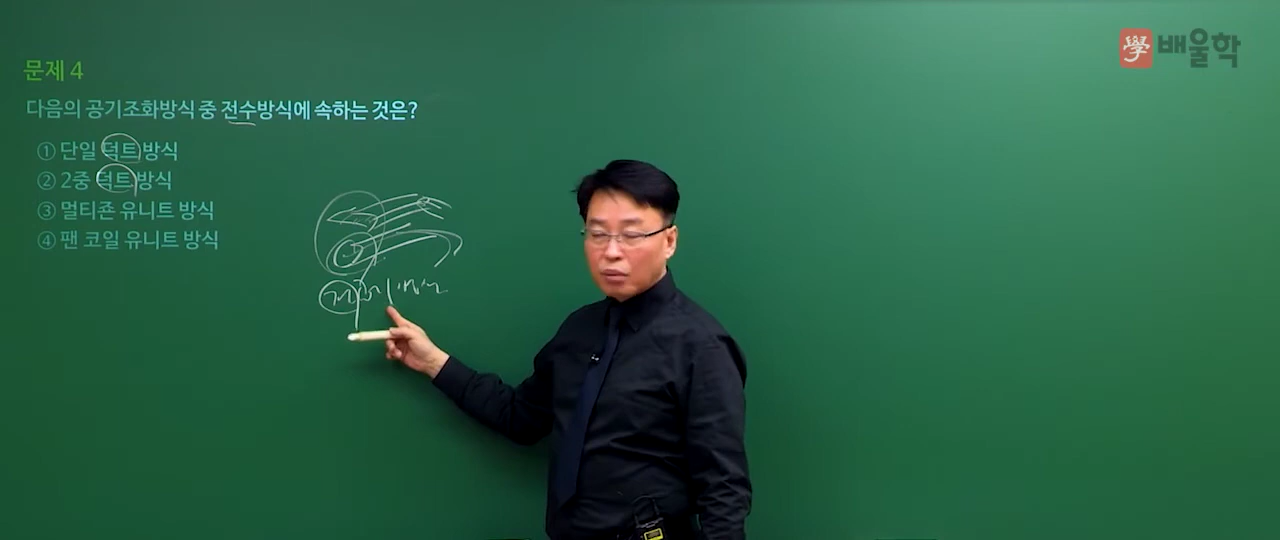 學 배울학
문제 4
다음의 공기조화방식 중 전수방식에 속하는 것은?
① 단일 덕트 방식
② 2중 덕트 방식
③ 멀티죤 유니트 방식
④ 팬 코일 유니트 방식